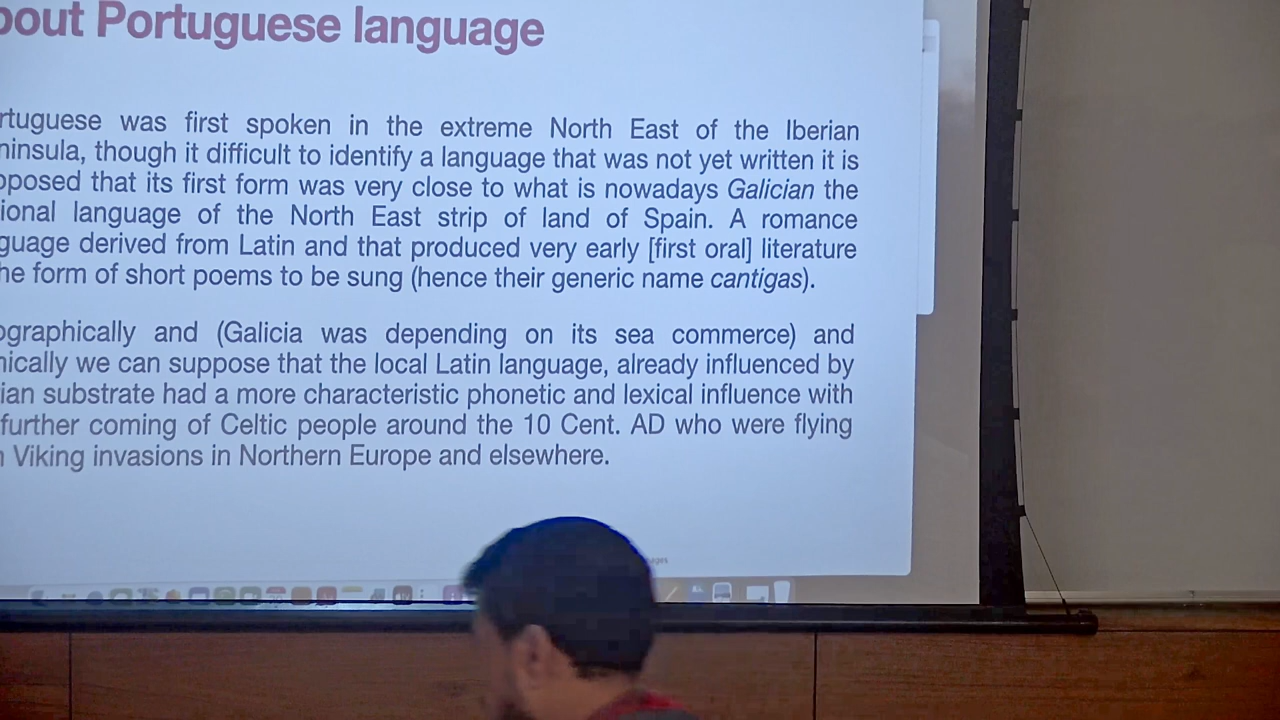 bout Portuguese language
rtuguese was first spoken in the extreme North East of the Iberian
ninsula, though it difficult to identify a language that was not yet written it is
pposed that its first form was very close to what is nowadays Galician the
ional language of the North East strip of land of Spain. A romance
guage derived from Latin and that produced very early [first oral] literature
he form of short poems to be sung (hence their generic name cantigas).
ographically and (Galicia was depending on its sea commerce) and
nically we can suppose that the local Latin language, already influenced by
ian substrate had a more characteristic phonetic and lexical influence with
further coming of Celtic people around the 10 Cent. AD who were flying
Viking invasions in Northern Europe and elsewhere.